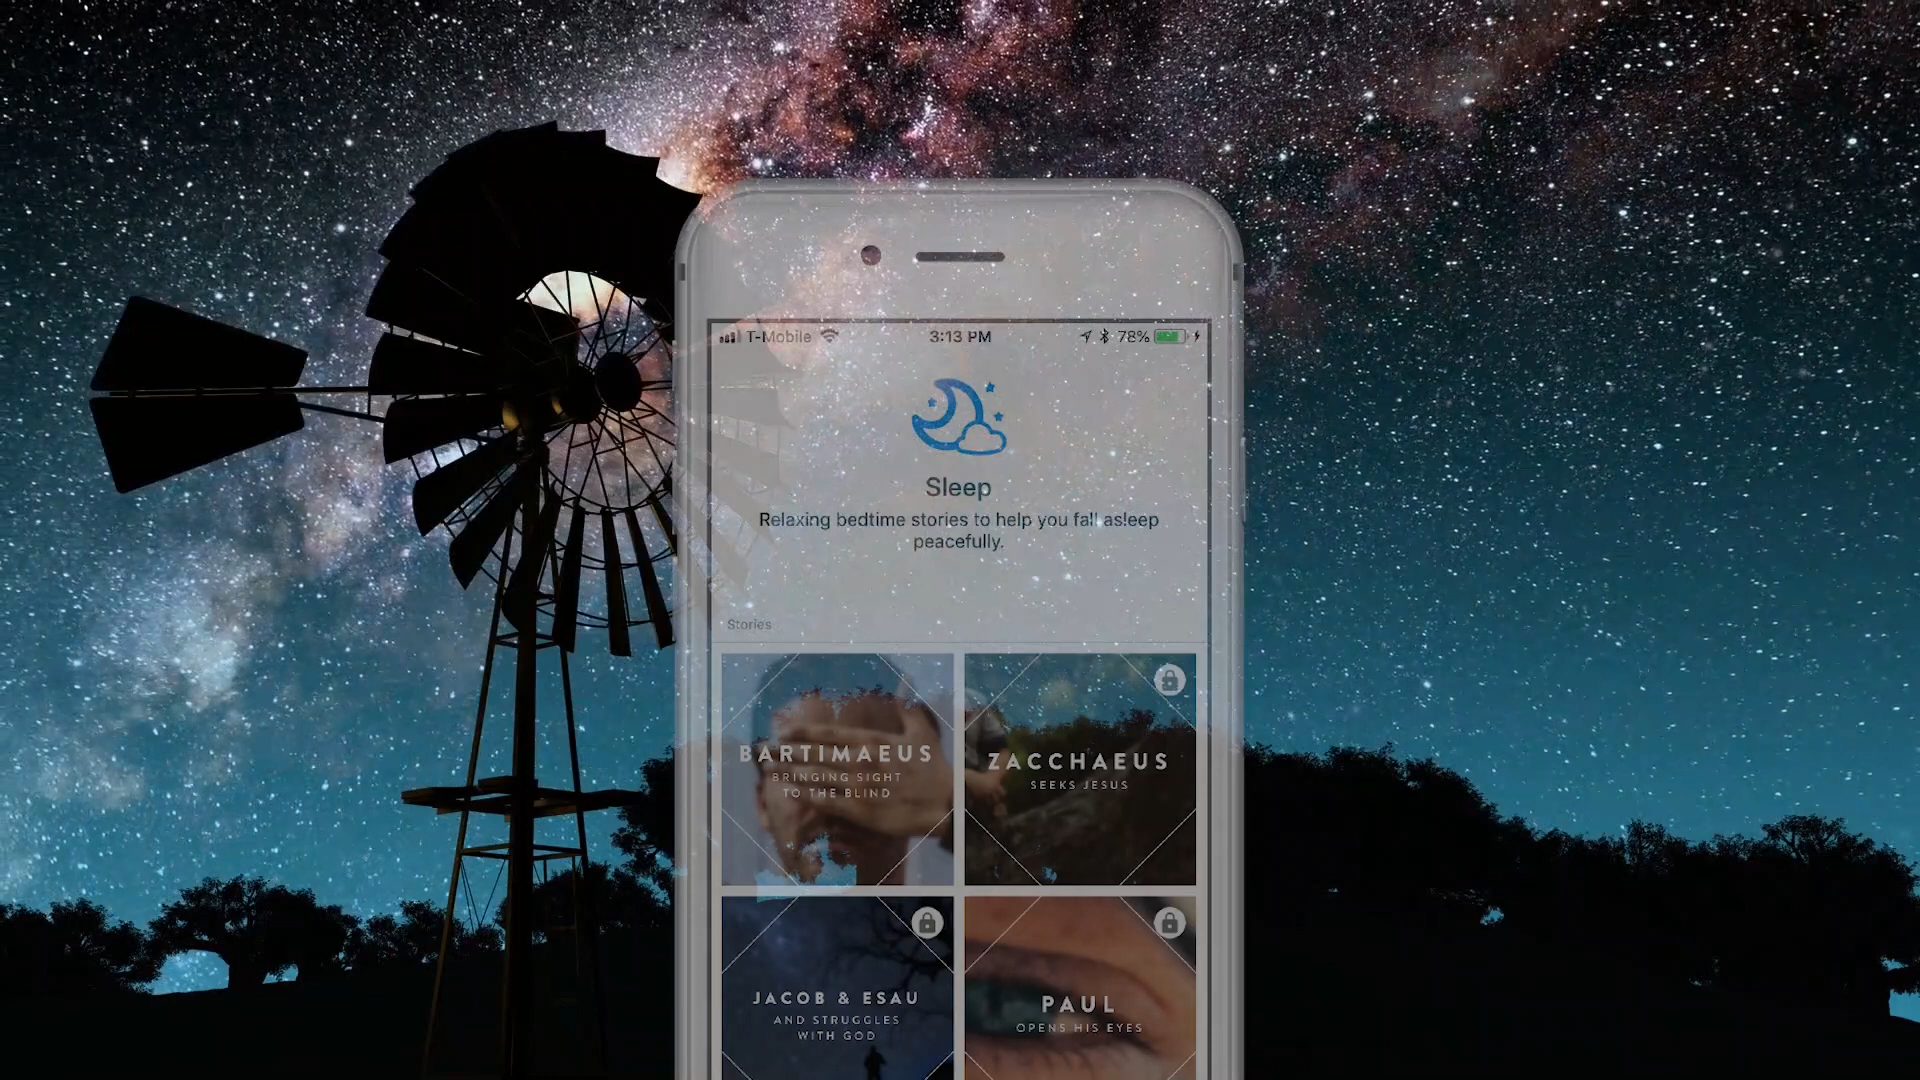 T-Mobile 3:13 PM 78%
Sleep
Relaxing bedtime stories to help you fall asleep
peacefully.
Stories
BARTIMAEUS
BRINGING SIGHT
TO THE BLIND
ZACCHAEUS
SEEKS JESUS
JACOB & ESAU
AND STRUGGLES
WITH GOD
PAUL
OPENS HIS EYES